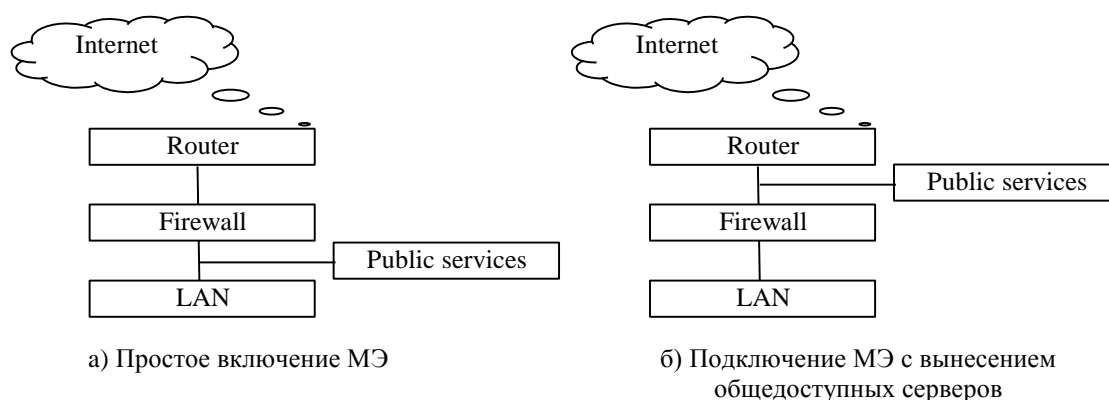 Internet
Router
Firewall
Public services
LAN
а) Простое включение МЭ
Internet
Router
Public services
Firewall
LAN
б) Подключение МЭ с вынесением
общедоступных серверов